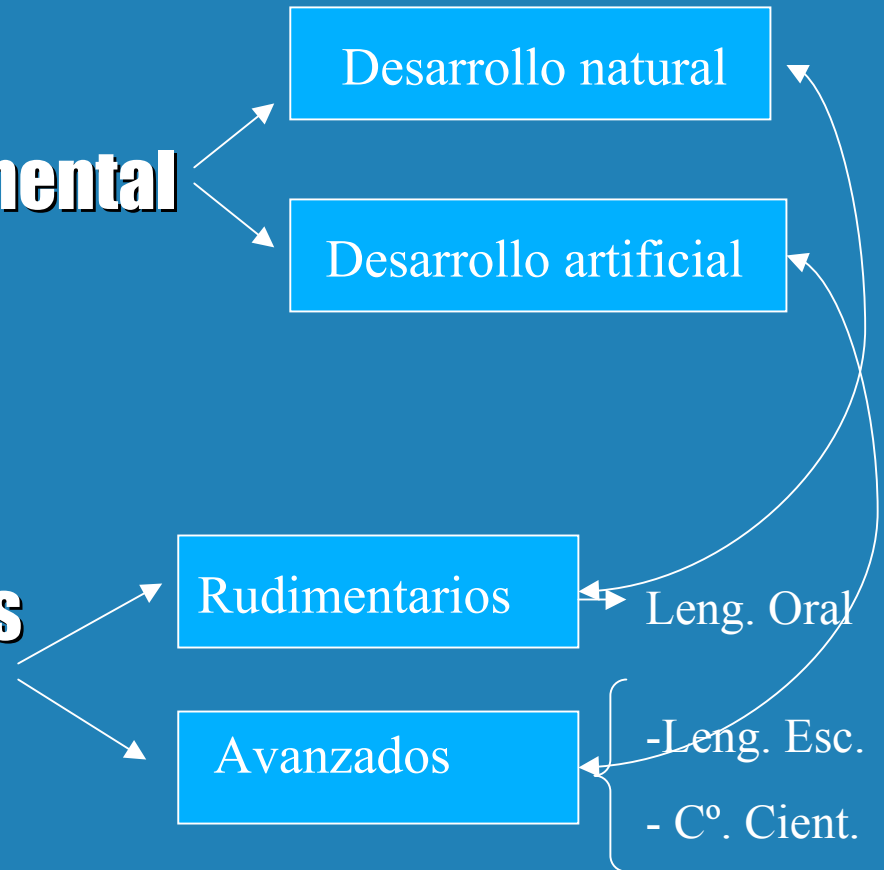 Desarrollo natural
mental
Desarrollo artificial
Rudimentarios
s
Leng. Oral
Avanzados
-Leng. Esc.
- Cº. Cient.